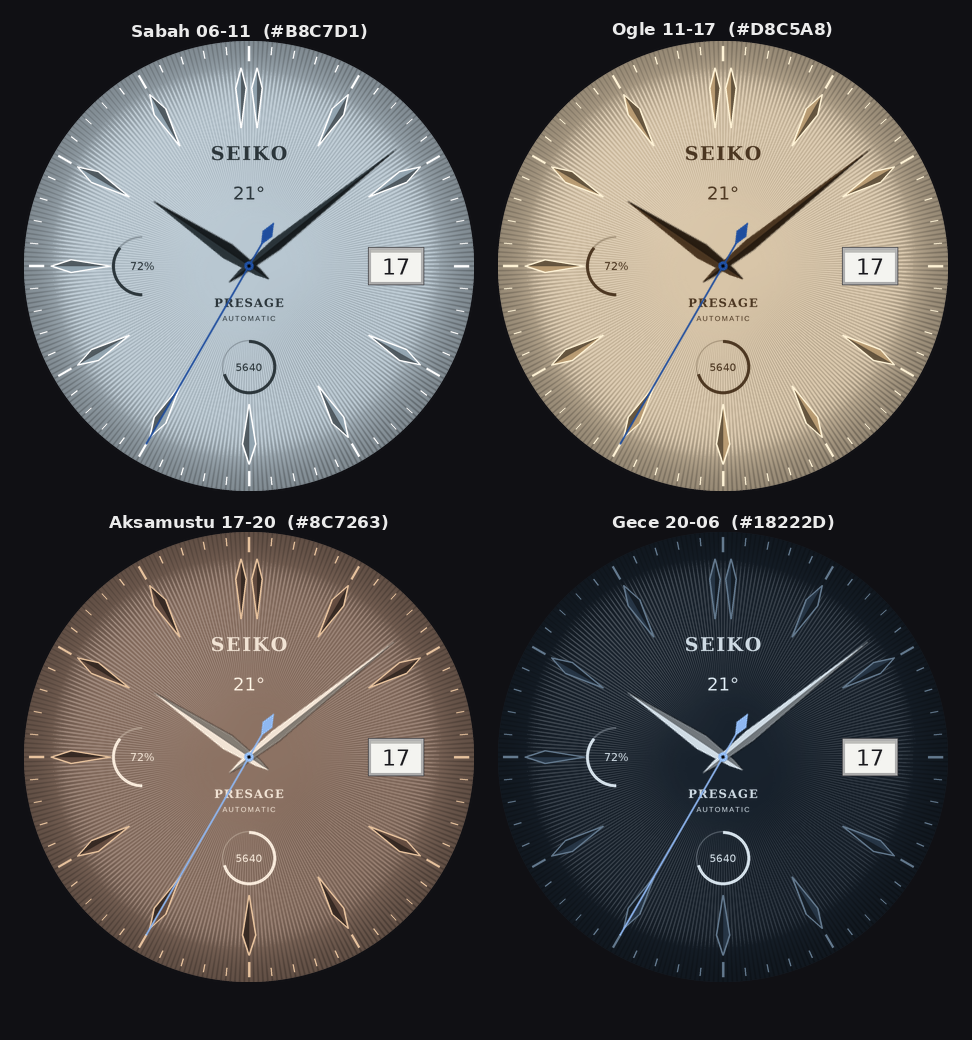 Sabah 06-11 (#B8C7D1)
SEIKO
21°
72%
17
PRESAGE
AUTOMATIC
5640
Ogle 11-17 (#D8C5A8)
SEIKO
21°
72%
17
PRESAGE
AUTOMATIC
5640
Aksamustu 17-20 (#8C7263)
SEIKO
21°
72%
17
PRESAGE
AUTOMATIC
5640
Gece 20-06 (#18222D)
SEIKO
21°
72%
17
PRESAGE
AUTOMATIC
5640